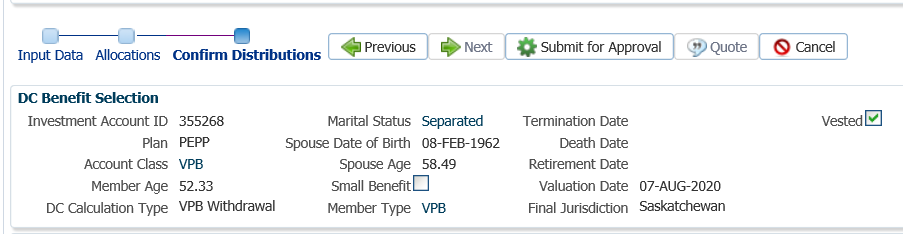 Input Data Allocations Confirm Distributions Previous Next Submit for Approval Quote Cancel
DC Benefit Selection
Investment Account ID 355268 Marital Status Separated Termination Date Vested
Plan PEPP Spouse Date of Birth 08-FEB-1962 Death Date
Account Class VPB Spouse Age 58.49 Retirement Date
Member Age 52.33 Small Benefit Valuation Date 07-AUG-2020
DC Calculation Type VPB Withdrawal Member Type VPB Final Jurisdiction Saskatchewan